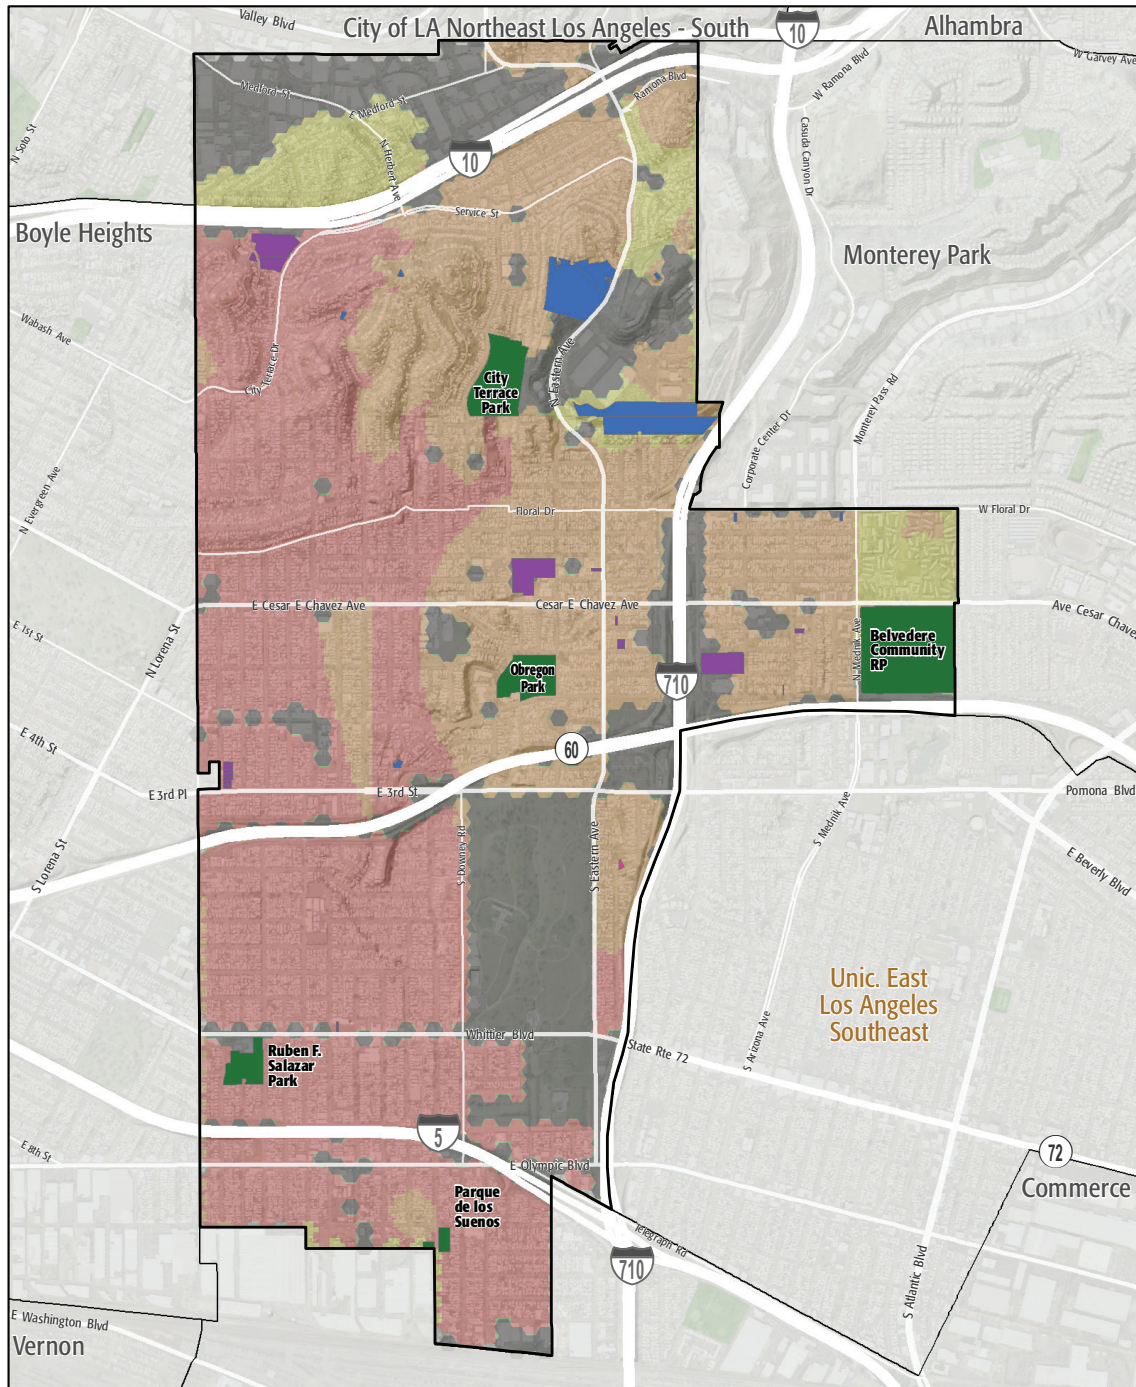 Valley Blvd
City of LA Northeast Los Angeles - South
10
Alhambra
W Garvey Ave
W Ramona Blvd
Ramona Blvd
Medford St
E Medford St
N Soto St
N Herbert Ave
Casuda Canyon Dr
10
Service St
Boyle Heights
Monterey Park
Wabash Ave
City Terrace Dr
N Eastern Ave
City
Terrace
Park
Monterey Pass Rd
Corporate Center Dr
N Evergreen Ave
Floral Dr
W Floral Dr
E Cesar E Chavez Ave
Cesar E Chavez Ave
Ave Cesar Chavez
E 1st St
N Lorena St
N Mednik Ave
Belvedere
Community
RP
Obregon
Park
710
E 4th St
60
E 3rd Pl
E 3rd St
Pomona Blvd
S Lorena St
S Downey Rd
S Eastern Ave
S Mednik Ave
E Beverly Blvd
Unic. East
Los Angeles
Southeast
Whittier Blvd
State Rte 72
S Arizona Ave
Ruben F.
Salazar
Park
5
E 8th St
E Olympic Blvd
72
Commerce
Parque
de los
Suenos
Telegraph Rd
710
S Atlantic Blvd
E Washington Blvd
Vernon